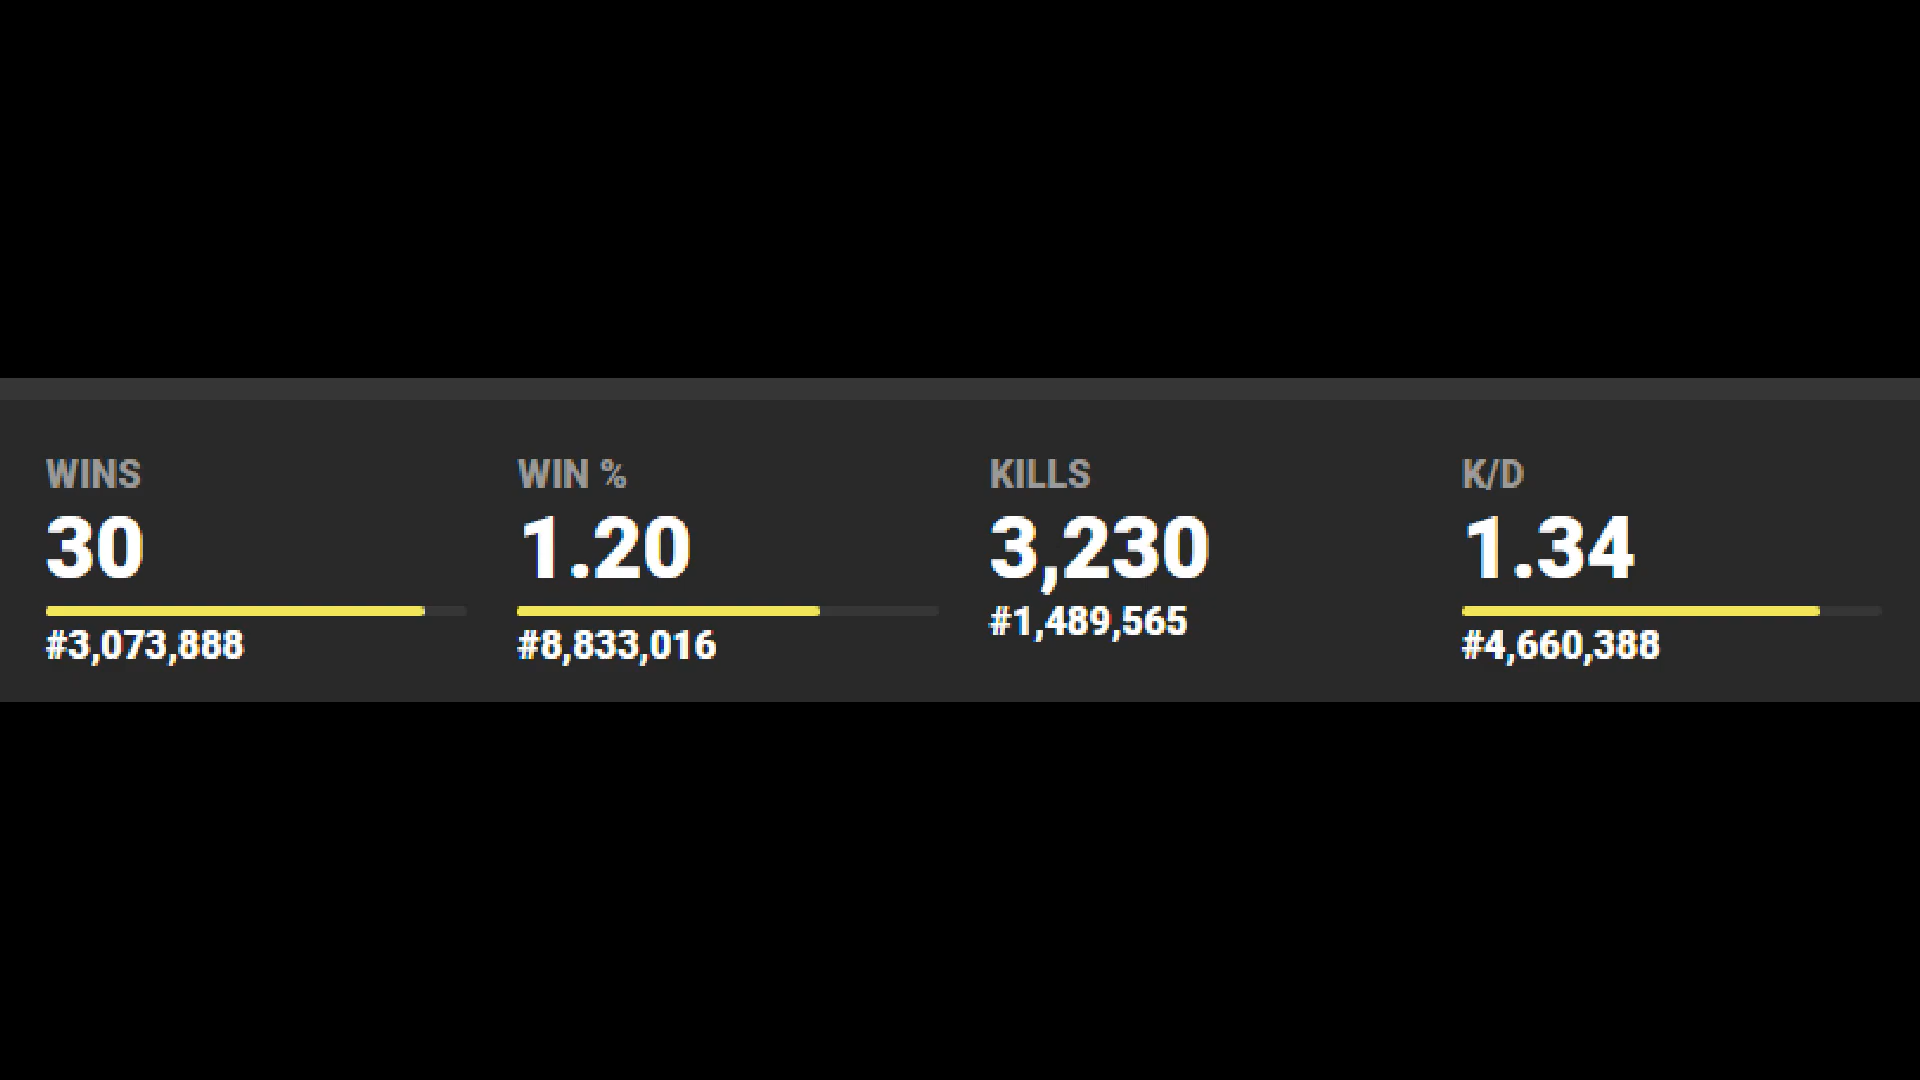 WINS
30
#3,073,888
WIN %
1.20
#8,833,016
KILLS
3,230
#1,489,565
K/D
1.34
#4,660,388